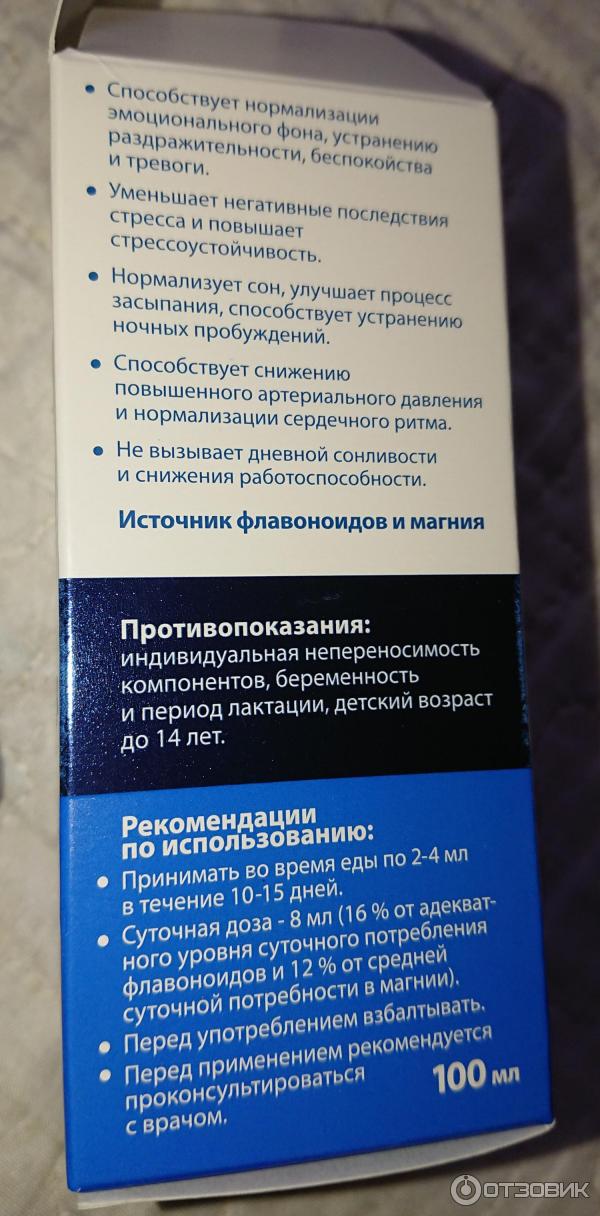 • Способствует нормализации
эмоционального фона, устранению
раздражительности, беспокойства
и тревоги.
• Уменьшает негативные последствия
стресса и повышает
стрессоустойчивость.
• Нормализует сон, улучшает процесс
засыпания, способствует устранению
ночных пробуждений.
• Способствует снижению
повышенного артериального давления
и нормализации сердечного ритма.
• Не вызывает дневной сонливости
и снижения работоспособности.
Источник флавоноидов и магния
Противопоказания:
индивидуальная непереносимость
компонентов, беременность
и период лактации, детский возраст
до 14 лет.
Рекомендации
по использованию:
• Принимать во время еды по 2-4 мл
в течение 10-15 дней.
• Суточная доза - 8 мл (16 % от адекват-
ного уровня суточного потребления
флавоноидов и 12 % от средней
суточной потребности в магнии).
• Перед употреблением взбалтывать.
• Перед применением рекомендуется
проконсультироваться
с врачом.
100 мл
ОТЗОВИК